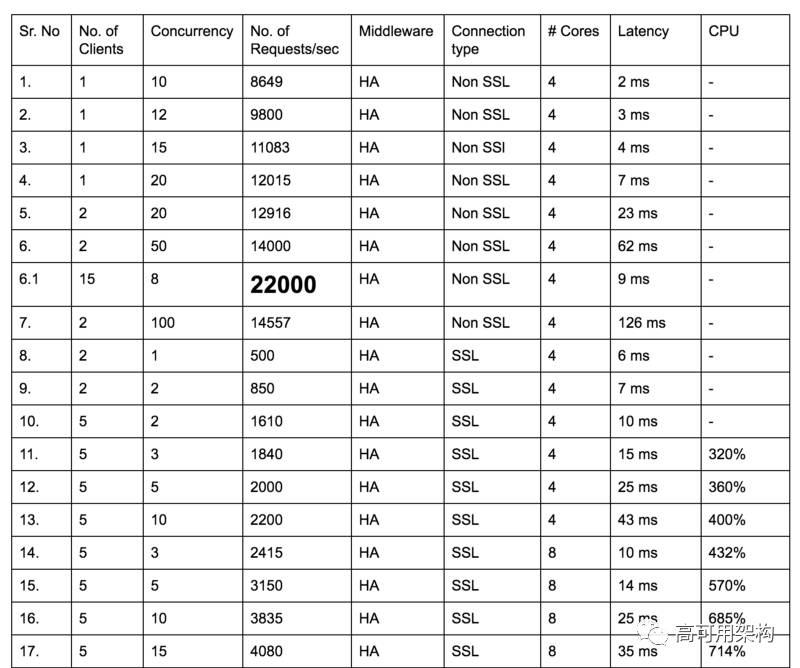 Sr. No No. of Clients Concurrency No. of Requests/sec Middleware Connection type # Cores Latency CPU
1. 1 10 8649 HA Non SSL 4 2 ms -
2. 1 12 9800 HA Non SSL 4 3 ms -
3. 1 15 11083 HA Non SSl 4 4 ms -
4. 1 20 12015 HA Non SSL 4 7 ms -
5. 2 20 12916 HA Non SSL 4 23 ms -
6. 2 50 14000 HA Non SSL 4 62 ms -
6.1 15 8 22000 HA Non SSL 4 9 ms -
7. 2 100 14557 HA Non SSL 4 126 ms -
8. 2 1 500 HA SSL 4 6 ms -
9. 2 2 850 HA SSL 4 7 ms -
10. 5 2 1610 HA SSL 4 10 ms -
11. 5 3 1840 HA SSL 4 15 ms 320%
12. 5 5 2000 HA SSL 4 25 ms 360%
13. 5 10 2200 HA SSL 4 43 ms 400%
14. 5 3 2415 HA SSL 8 10 ms 432%
15. 5 5 3150 HA SSL 8 14 ms 570%
16. 5 10 3835 HA SSL 8 25 ms 685%
高可用架构
17. 5 15 4080 HA SSL 8 35 ms 714%